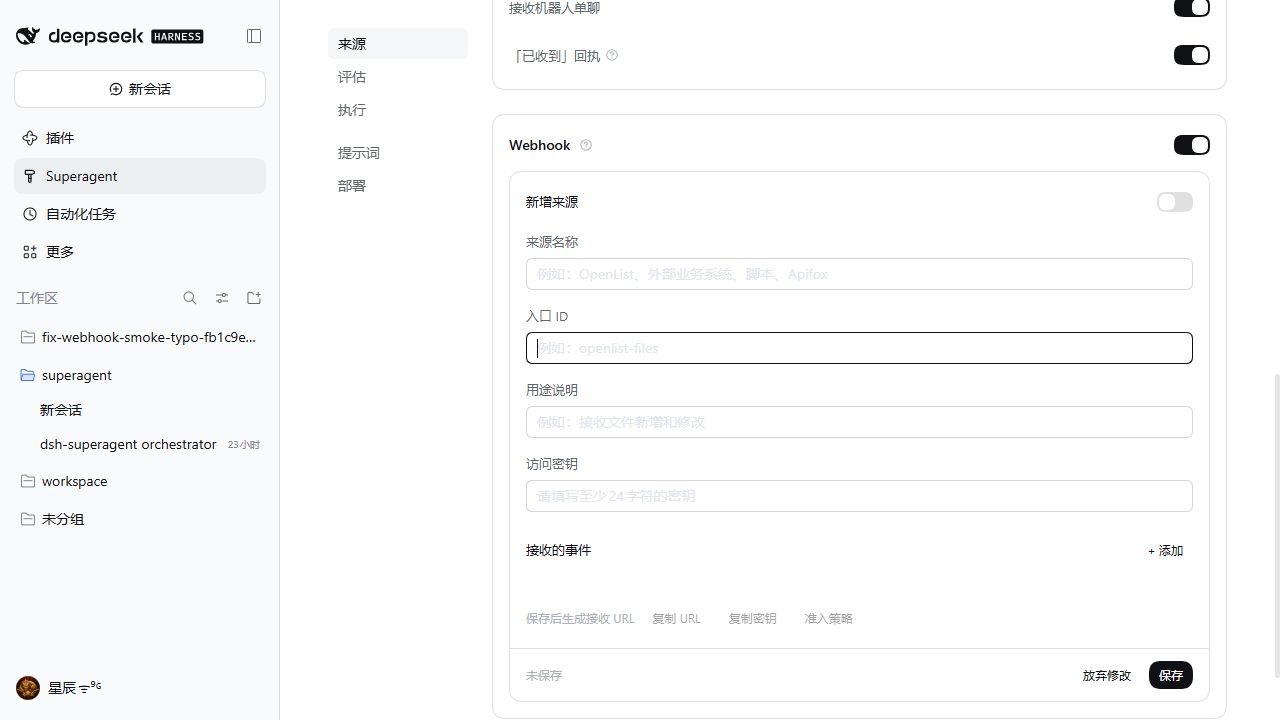 deepseek HARNESS
新会话
插件
Superagent
自动化任务
更多
工作区
fix-webhook-smoke-typo-fb1c9e...
superagent
新会话
dsh-superagent orchestrator 23小时
workspace
未分组
星辰ᯤ⁹ᴳ
来源
评估
执行
提示词
部署
接收机器人单聊
「已收到」回执
Webhook
新增来源
来源名称
例如：OpenList、外部业务系统、脚本、Apifox
入口 ID
例如：openlist-files
用途说明
例如：接收文件新增和修改
访问密钥
请填写至少24字符的密钥
接收的事件 + 添加
保存后生成接收 URL 复制 URL 复制密钥 准入策略
未保存 放弃修改 保存